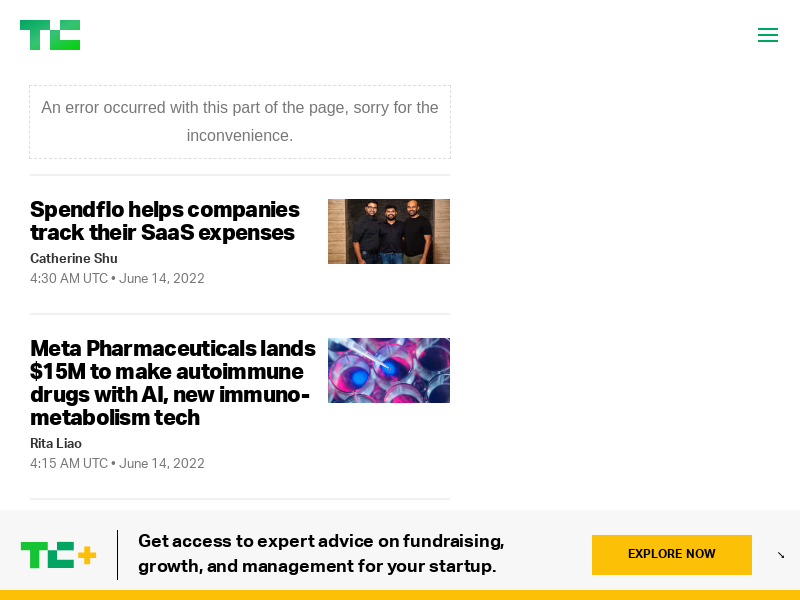 TC
An error occurred with this part of the page, sorry for the
inconvenience.
Spendflo helps companies
track their SaaS expenses
Catherine Shu
4:30 AM UTC • June 14, 2022
Meta Pharmaceuticals lands
$15M to make autoimmune
drugs with AI, new immuno-
metabolism tech
Rita Liao
4:15 AM UTC • June 14, 2022
TC+
Get access to expert advice on fundraising,
growth, and management for your startup.
EXPLORE NOW